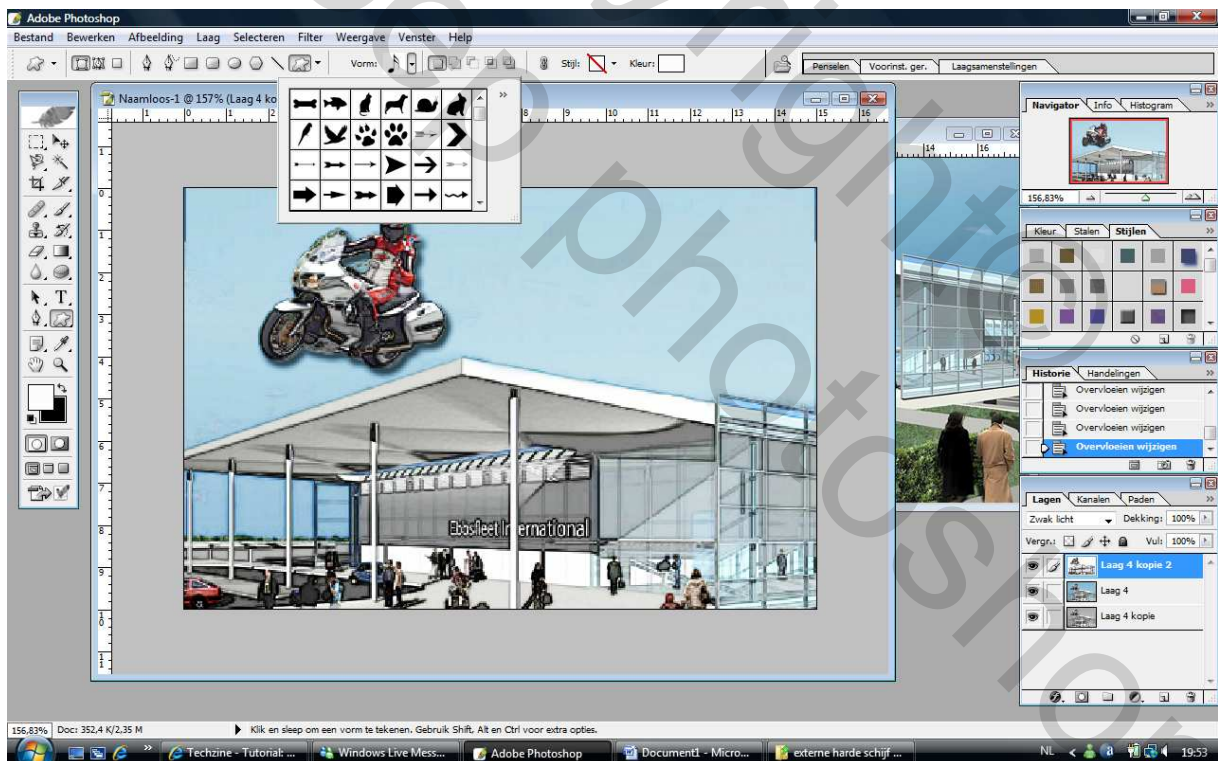 Adobe Photoshop
Bestand Bewerken Afbeelding Laag Selecteren Filter Weergave Venster Help
Vorm: Stijl: Kleur: Penselen Voorinst. ger. Laagsamenstellingen
Naamloos-1 @ 157% (Laag 4 ko
Navigator Info Histogram
156,83%
Kleur Stalen Stijlen
Historie Handelingen
Overvloeien wijzigen
Overvloeien wijzigen
Overvloeien wijzigen
Overvloeien wijzigen
Ebbsfleet International
Lagen Kanalen Paden
Zwak licht Dekking: 100%
Vergr.: Vul: 100%
Laag 4 kopie 2
Laag 4
Laag 4 kopie
156,83% Doc: 352,4 K/2,35 M Klik en sleep om een vorm te tekenen. Gebruik Shift, Alt en Ctrl voor extra opties.
Techzine - Tutorial: ... Windows Live Mess... Adobe Photoshop Document1 - Micro... externe harde schijf ... NL 19:53